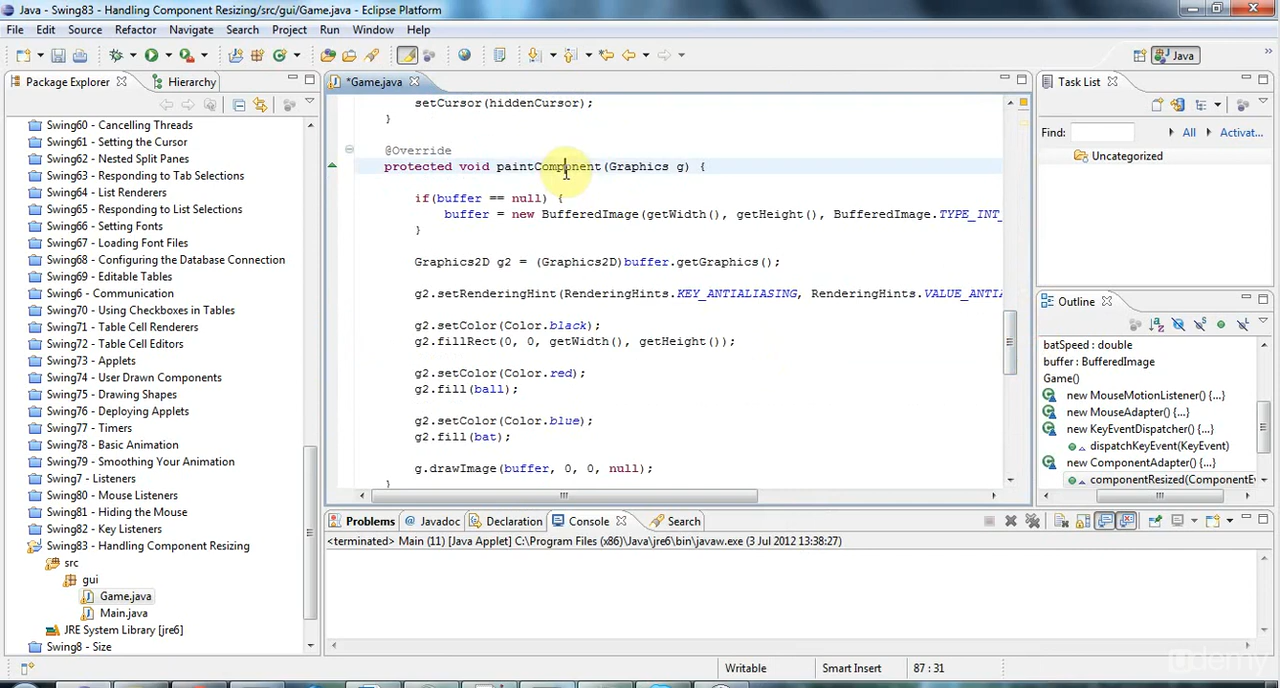 Java - Swing83 - Handling Component Resizing/src/gui/Game.java - Eclipse Platform
File Edit Source Refactor Navigate Search Project Run Window Help
Java
Package Explorer
Hierarchy
Swing60 - Cancelling Threads
Swing61 - Setting the Cursor
Swing62 - Nested Split Panes
Swing63 - Responding to Tab Selections
Swing64 - List Renderers
Swing65 - Responding to List Selections
Swing66 - Setting Fonts
Swing67 - Loading Font Files
Swing68 - Configuring the Database Connection
Swing69 - Editable Tables
Swing6 - Communication
Swing70 - Using Checkboxes in Tables
Swing71 - Table Cell Renderers
Swing72 - Table Cell Editors
Swing73 - Applets
Swing74 - User Drawn Components
Swing75 - Drawing Shapes
Swing76 - Deploying Applets
Swing77 - Timers
Swing78 - Basic Animation
Swing79 - Smoothing Your Animation
Swing7 - Listeners
Swing80 - Mouse Listeners
Swing81 - Hiding the Mouse
Swing82 - Key Listeners
Swing83 - Handling Component Resizing
src
gui
Game.java
Main.java
JRE System Library [jre6]
Swing8 - Size
*Game.java
setCursor(hiddenCursor);
}
@Override
protected void paintComponent(Graphics g) {
if(buffer == null) {
buffer = new BufferedImage(getWidth(), getHeight(), BufferedImage.TYPE_INT_
}
Graphics2D g2 = (Graphics2D)buffer.getGraphics();
g2.setRenderingHint(RenderingHints.KEY_ANTIALIASING, RenderingHints.VALUE_ANTIA
g2.setColor(Color.black);
g2.fillRect(0, 0, getWidth(), getHeight());
g2.setColor(Color.red);
g2.fill(ball);
g2.setColor(Color.blue);
g2.fill(bat);
g.drawImage(buffer, 0, 0, null);
}
Task List
Find: All Activat...
Uncategorized
Outline
batSpeed : double
buffer : BufferedImage
Game()
new MouseMotionListener() {...}
new MouseAdapter() {...}
new KeyEventDispatcher() {...}
dispatchKeyEvent(KeyEvent)
new ComponentAdapter() {...}
componentResized(ComponentEv
Problems Javadoc Declaration Console Search
<terminated> Main (11) [Java Applet] C:\Program Files (x86)\Java\jre6\bin\javaw.exe (3 Jul 2012 13:38:27)
Writable Smart Insert 87 : 31
udemy